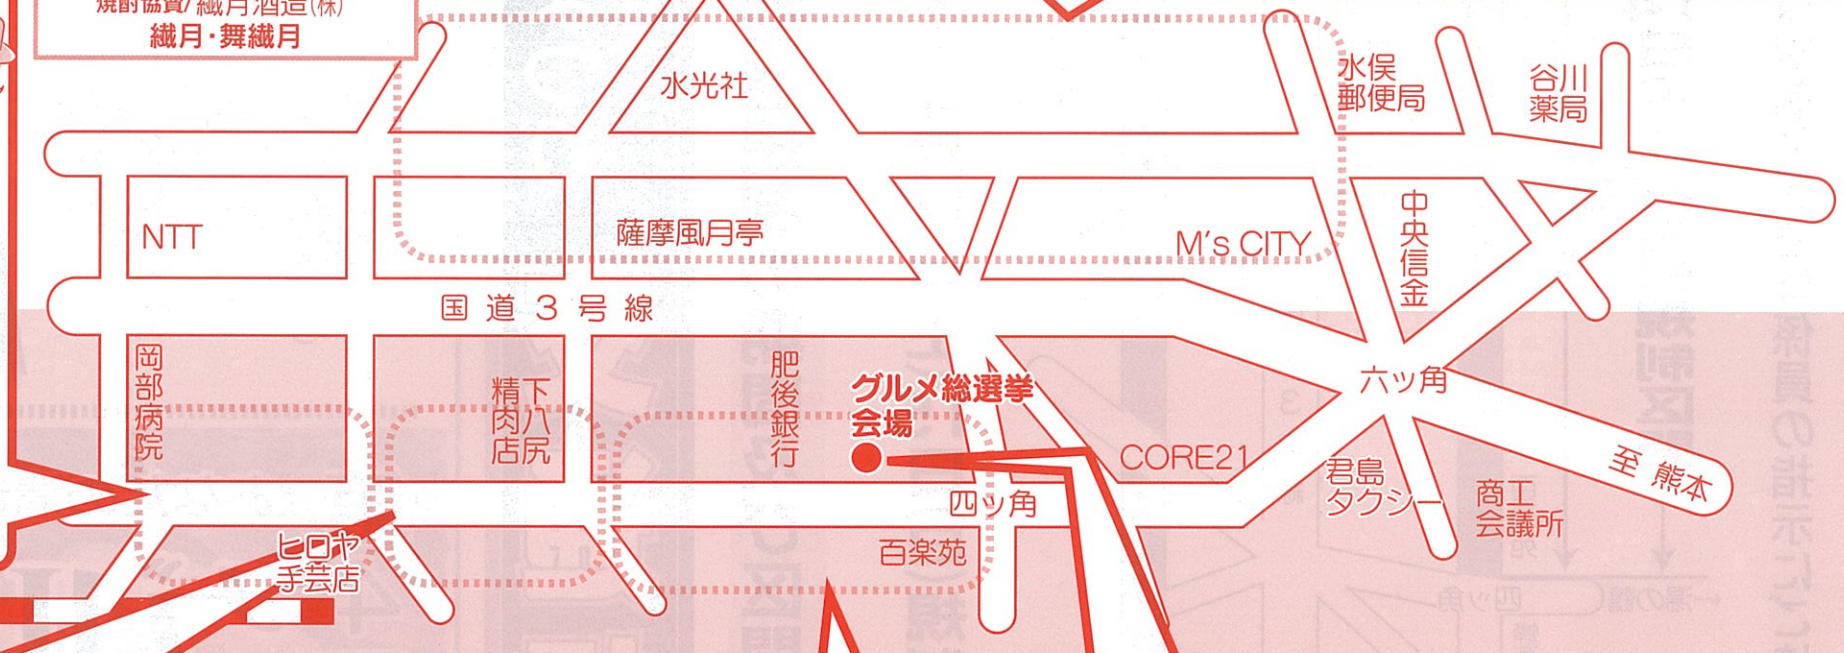 焼酎協賛/繊月酒造(株)
繊月・舞繊月
水光社
水俣
郵便局
谷川
薬局
NTT
薩摩風月亭
M's CITY
中央信金
国道3号線
岡部病院
下八尻
精肉店
肥後銀行
グルメ総選挙
会場
CORE21
六ッ角
至 熊本
君島
タクシー
商工
会議所
四ッ角
百楽苑
ヒロヤ
手芸店